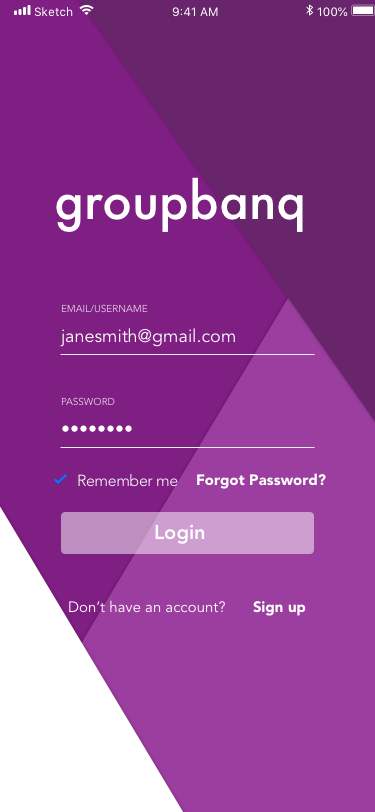 Sketch 9:41 AM 100%
groupbanq
EMAIL/USERNAME
janesmith@gmail.com
PASSWORD
••••••••
Remember me Forgot Password?
Login
Don't have an account? Sign up